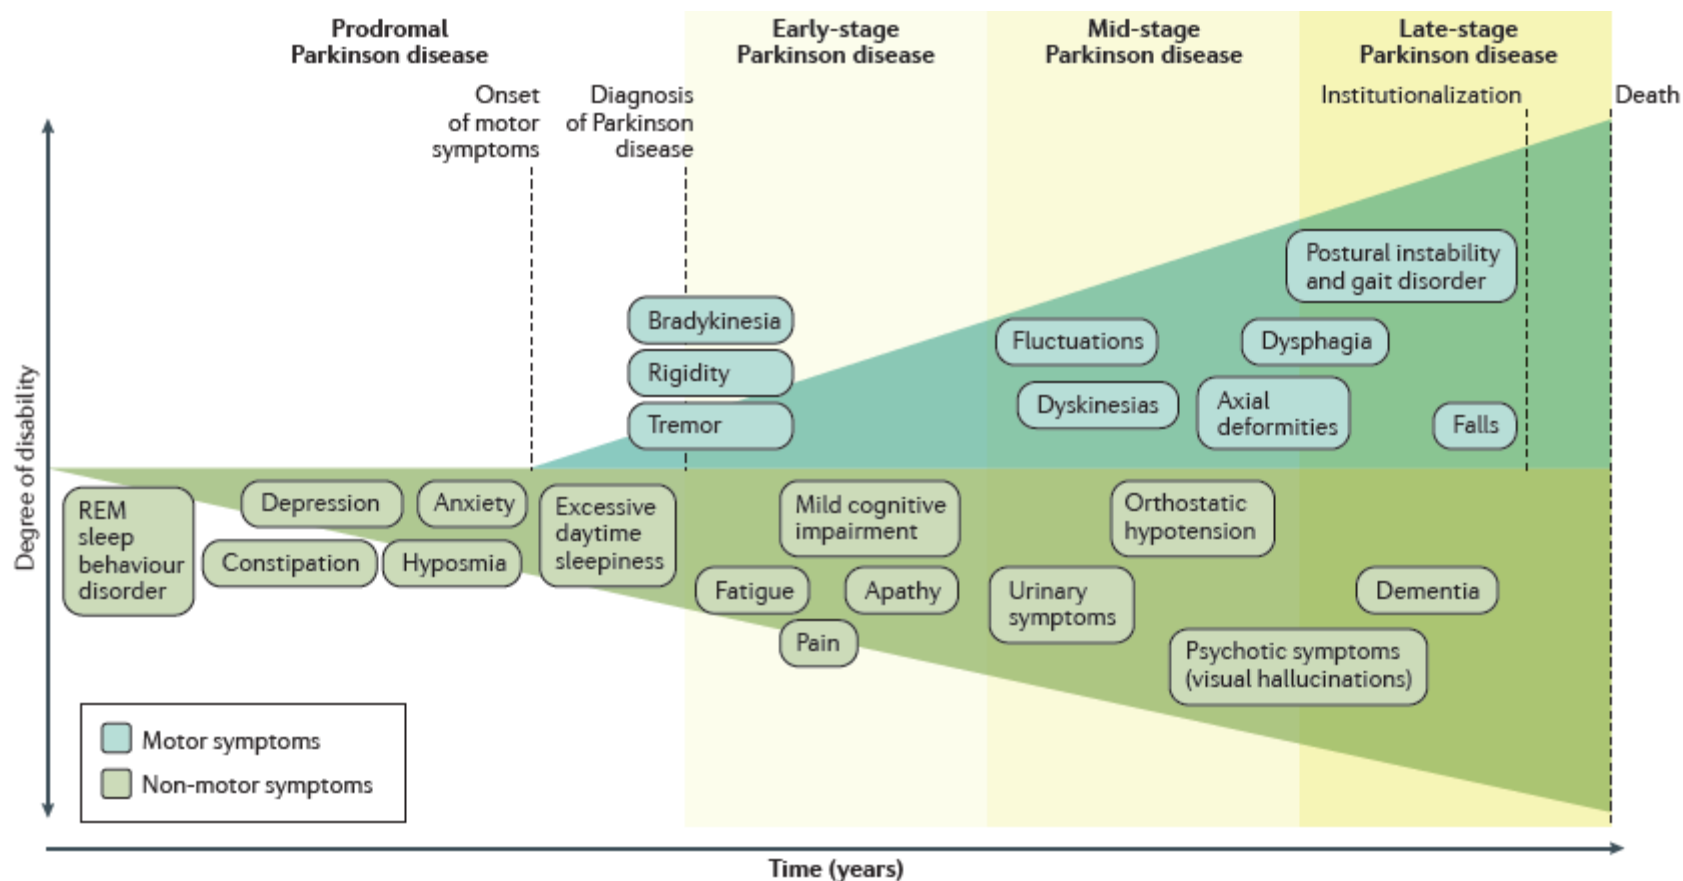 Prodromal
Parkinson disease
Early-stage
Parkinson disease
Mid-stage
Parkinson disease
Late-stage
Parkinson disease
Onset
of motor
symptoms
Diagnosis
of Parkinson
disease
Institutionalization
Death
Degree of disability
Postural instability
and gait disorder
Bradykinesia
Rigidity
Tremor
Fluctuations
Dysphagia
Dyskinesias
Axial
deformities
Falls
REM
sleep
behaviour
disorder
Depression
Anxiety
Constipation
Hyposmia
Excessive
daytime
sleepiness
Mild cognitive
impairment
Orthostatic
hypotension
Fatigue
Apathy
Pain
Urinary
symptoms
Dementia
Psychotic symptoms
(visual hallucinations)
Motor symptoms
Non-motor symptoms
Time (years)